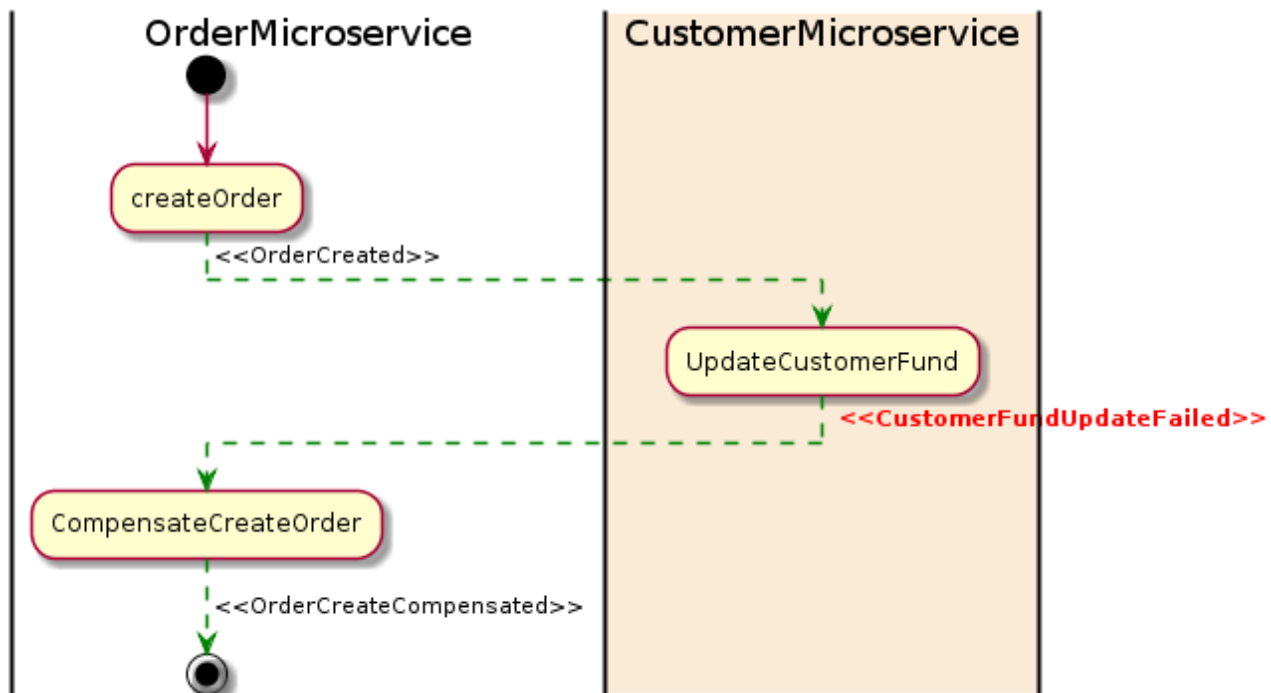 OrderMicroservice
CustomerMicroservice
createOrder
<<OrderCreated>>
UpdateCustomerFund
<<CustomerFundUpdateFailed>>
CompensateCreateOrder
<<OrderCreateCompensated>>